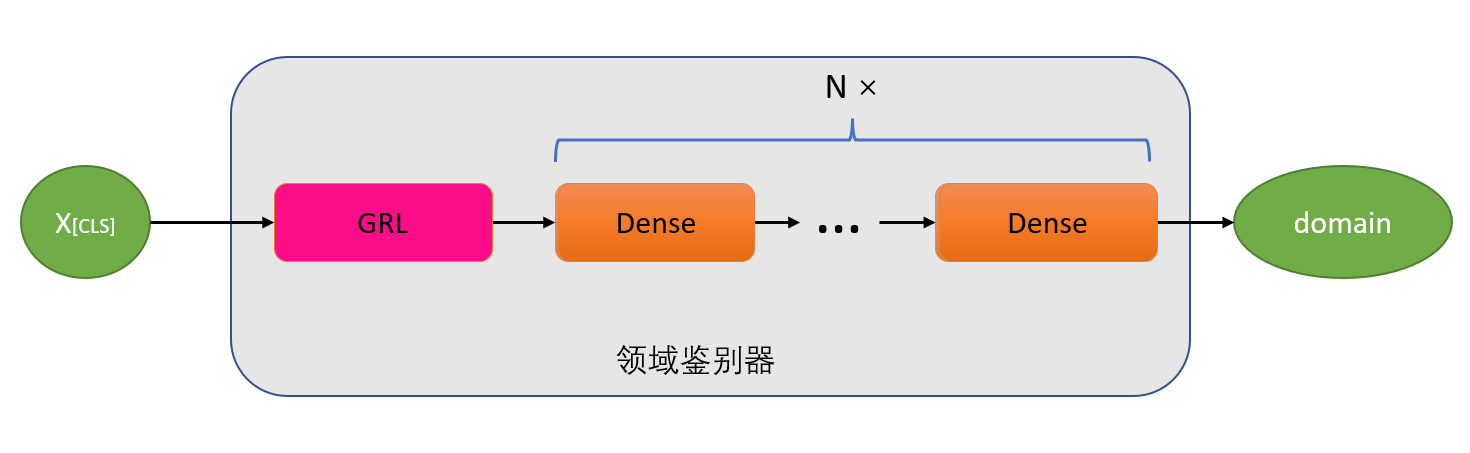 N ×
X[CLS]
GRL
Dense
...
Dense
domain
领域鉴别器